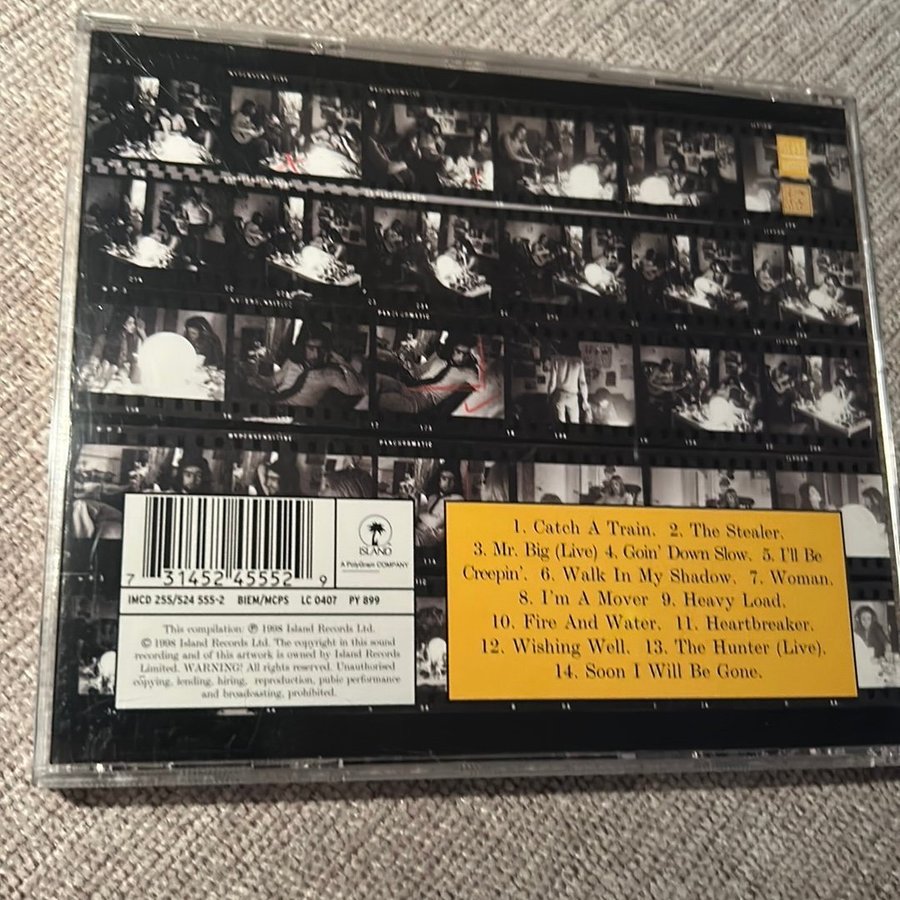 1. Catch A Train. 2. The Stealer.
3. Mr. Big (Live) 4. Goin' Down Slow. 5. I'll Be
Creepin'. 6. Walk In My Shadow. 7. Woman.
8. I'm A Mover 9. Heavy Load.
10. Fire And Water. 11. Heartbreaker.
12. Wishing Well. 13. The Hunter (Live).
14. Soon I Will Be Gone.
7 31452 45552 9
ISLAND
A PolyGram COMPANY
IMCD 255/524 555-2 BIEM/MCPS LC 0407 PY 899
This compilation: ℗ 1998 Island Records Ltd.
© 1998 Island Records Ltd. The copyright in this sound
recording and of this artwork is owned by Island Records
Limited. WARNING! All rights reserved. Unauthorised
copying, lending, hiring, reproduction, pubic performance
and broadcasting, prohibited.